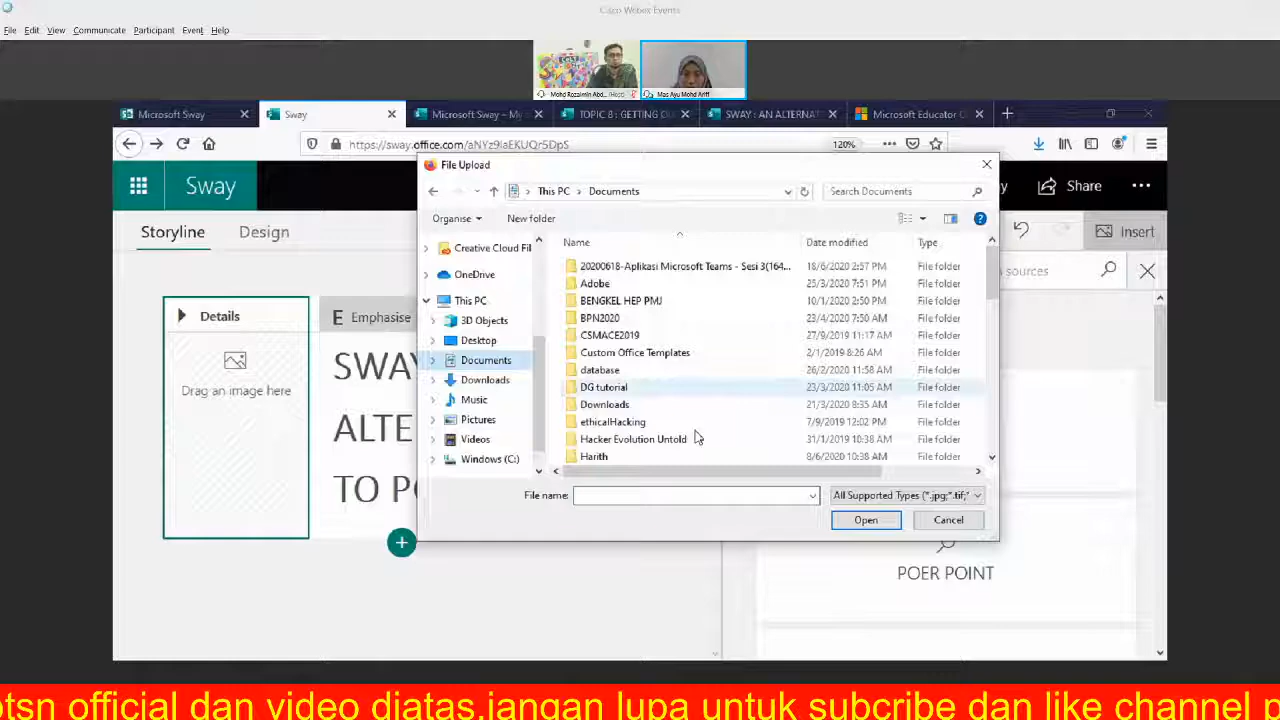 Cisco Webex Events
File Edit View Communicate Participant Event Help
Mohd Rozaimin Abd... (Host)
Mas Ayu Mohd Ariff
Microsoft Sway
Sway
Microsoft Sway – My
TOPIC 8 : GETTING O
SWAY : AN ALTERNAT
Microsoft Educator C
https://sway.office.com/aNYz9laEKUQr5DpS
120%
Sway
Share
Storyline
Design
Insert
sources
Details
Drag an image here
E Emphasise
SWAY
ALTE
TO PO
POER POINT
File Upload
This PC > Documents
Search Documents
Organise
New folder
Creative Cloud Fil
OneDrive
This PC
3D Objects
Desktop
Documents
Downloads
Music
Pictures
Videos
Windows (C:)
Name Date modified Type
20200618-Aplikasi Microsoft Teams - Sesi 3(164... 18/6/2020 2:57 PM File folder
Adobe 25/3/2020 7:51 PM File folder
BENGKEL HEP PMJ 10/1/2020 2:50 PM File folder
BPN2020 23/4/2020 7:50 AM File folder
CSMACE2019 27/9/2019 11:17 AM File folder
Custom Office Templates 2/1/2019 8:26 AM File folder
database 26/2/2020 11:58 AM File folder
DG tutorial 23/3/2020 11:05 AM File folder
Downloads 21/3/2020 8:35 AM File folder
ethicalHacking 7/9/2019 12:02 PM File folder
Hacker Evolution Untold 31/1/2019 10:38 AM File folder
Harith 8/6/2020 10:38 AM File folder
File name:
All Supported Types (*.jpg;*.tif;*
Open
Cancel
otsn official dan video diatas,jangan lupa untuk subcribe dan like channel p